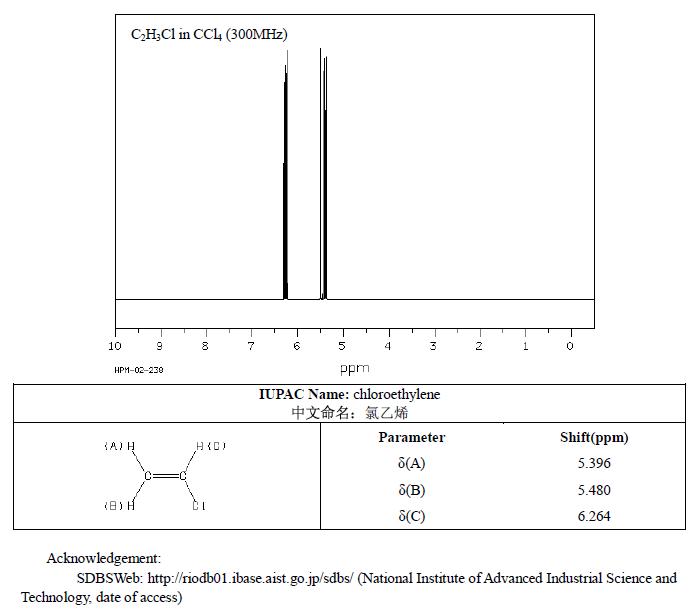 C₂H₃Cl in CCl₄ (300MHz)
10 9 8 7 6 5 4 3 2 1 0
HPM-02-238
ppm
IUPAC Name: chloroethylene
中文命名：氯乙烯
(A)H H(C)
C C
(B)H Cl
Parameter Shift(ppm)
δ(A) 5.396
δ(B) 5.480
δ(C) 6.264
Acknowledgement:
SDBSWeb: http://riodb01.ibase.aist.go.jp/sdbs/ (National Institute of Advanced Industrial Science and
Technology, date of access)